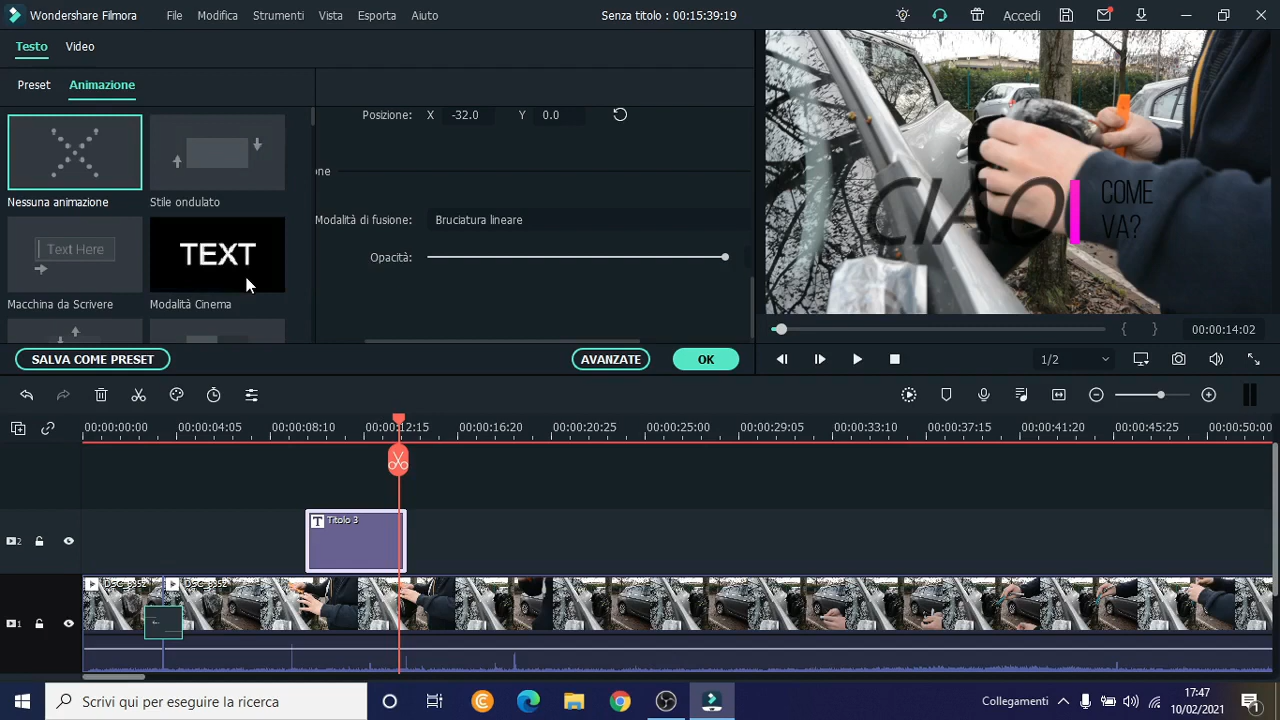 Wondershare Filmora File Modifica Strumenti Vista Esporta Aiuto Senza titolo : 00:15:39:19 Accedi
Testo Video
Preset Animazione
Nessuna animazione Stile ondulato
Text Here TEXT
Macchina da Scrivere Modalità Cinema
Posizione: X -32.0 Y 0.0
one
Modalità di fusione: Bruciatura lineare
Opacità:
SALVA COME PRESET AVANZATE OK
CIAO COME
VA?
00:00:14:02
1/2
00:00:00:00 00:00:04:05 00:00:08:10 00:00:12:15 00:00:16:20 00:00:20:25 00:00:25:00 00:00:29:05 00:00:33:10 00:00:37:15 00:00:41:20 00:00:45:25 00:00:50:00
2 T Titolo 3
1
Scrivi qui per eseguire la ricerca Collegamenti 17:47
10/02/2021
1